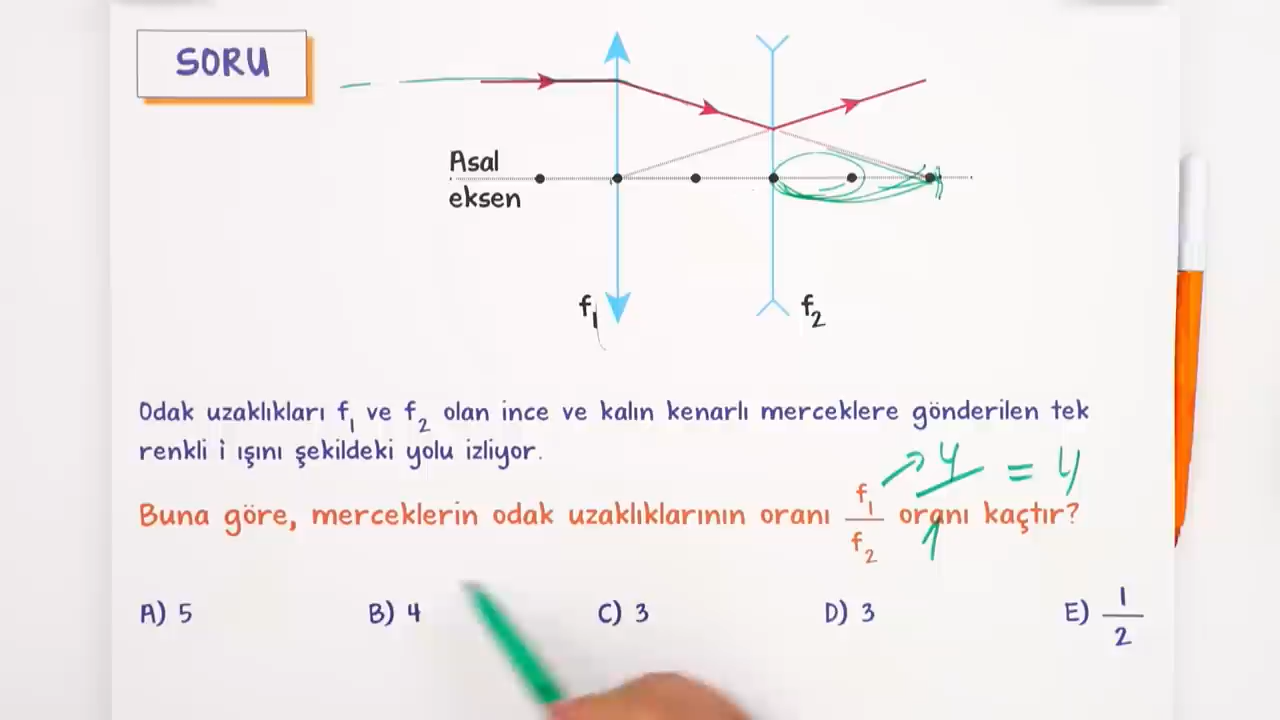 SORU
Asal
eksen
f₁
f₂
Odak uzaklıkları f₁ ve f₂ olan ince ve kalın kenarlı merceklere gönderilen tek
renkli i ışını şekildeki yolu izliyor.
4/1 = 4
Buna göre, merceklerin odak uzaklıklarının oranı f₁/f₂ oranı kaçtır?
A) 5 B) 4 C) 3 D) 3 E) 1/2